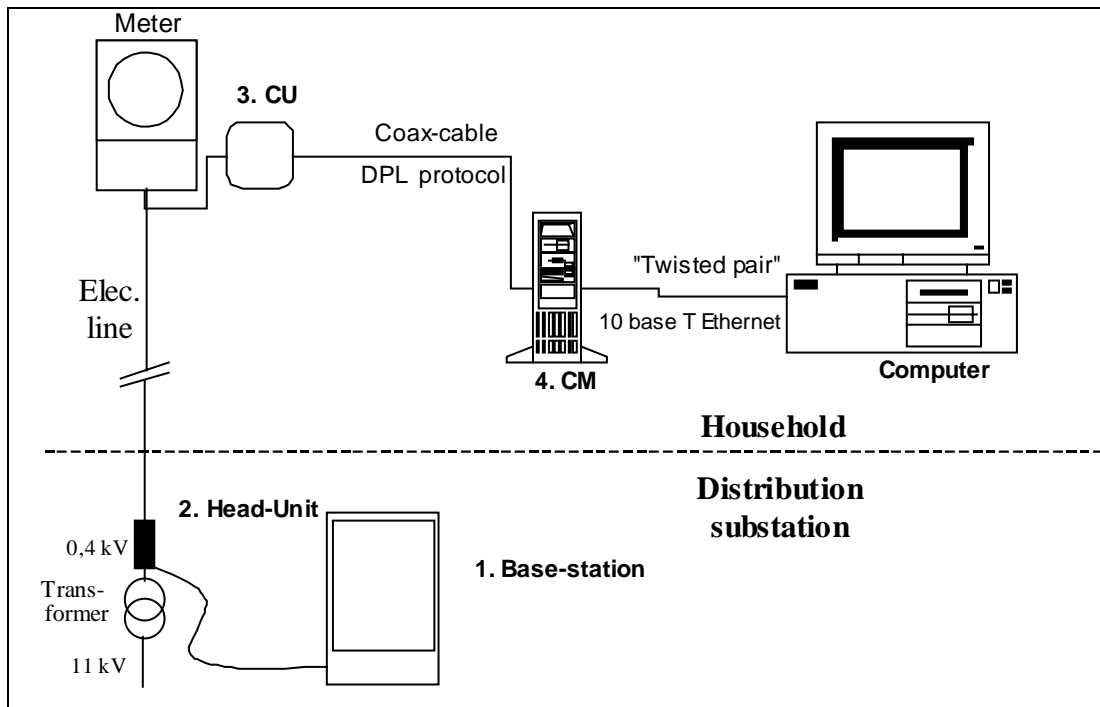 Meter
3. CU
Coax-cable
DPL protocol
Elec.
line
"Twisted pair"
10 base T Ethernet
4. CM
Computer
Household
Distribution
substation
2. Head-Unit
0,4 kV
1. Base-station
Trans-
former
11 kV